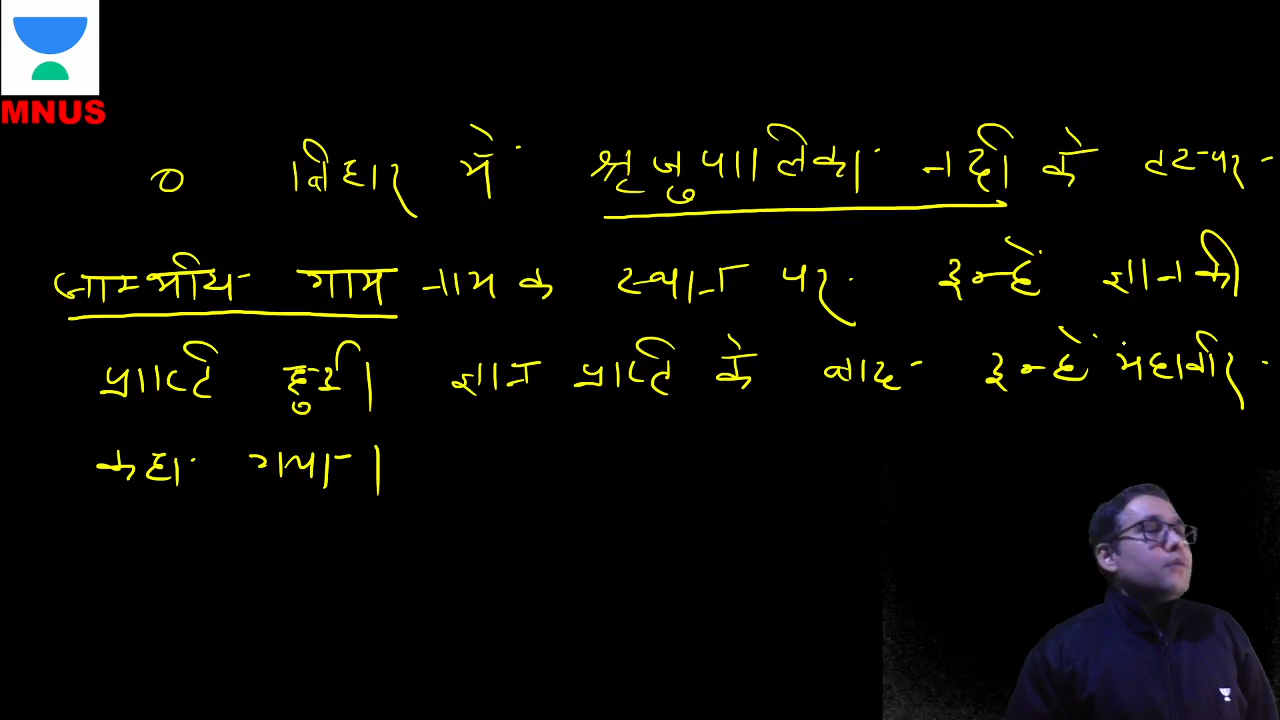 MNUS
० बिहार में ऋजुपालिका नदी के तट पर
जाम्भीय गाम नामक स्थान पर इन्हें ज्ञान की
प्राप्ति हुई। ज्ञान प्राप्ति के बाद इन्हें महावीर
कहा गया।